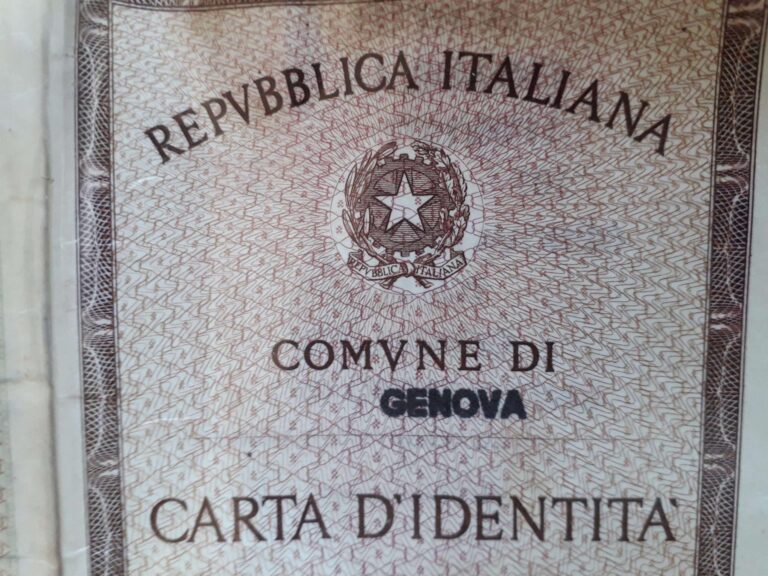 REPVBBLICA ITALIANA
REPVBBLICA ITALIANA
COMVNE DI
GENOVA
CARTA D'IDENTITA'